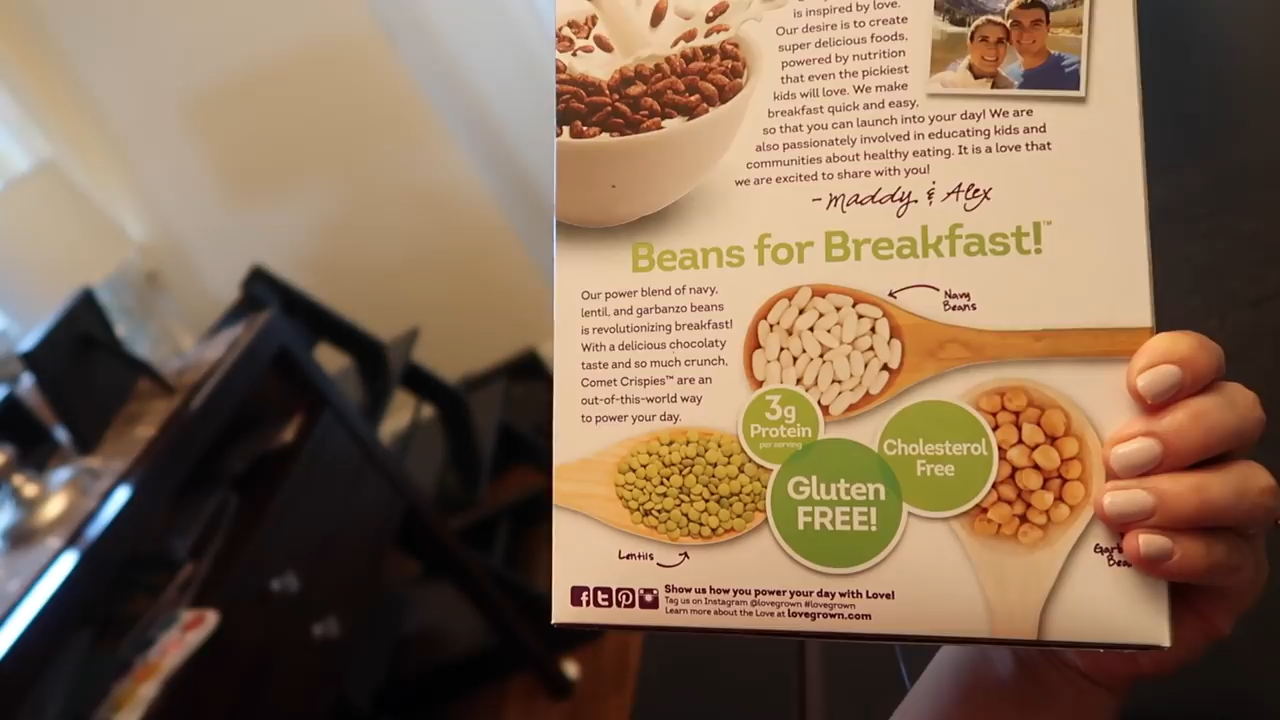 is inspired by love.
Our desire is to create
super delicious foods,
powered by nutrition
that even the pickiest
kids will love. We make
breakfast quick and easy,
so that you can launch into your day! We are
also passionately involved in educating kids and
communities about healthy eating. It is a love that
we are excited to share with you!
- Maddy & Alex
Beans for Breakfast!™
Our power blend of navy,
lentil, and garbanzo beans
is revolutionizing breakfast!
With a delicious chocolaty
taste and so much crunch,
Comet Crispies™ are an
out-of-this-world way
to power your day.
Navy
Beans
3g
Protein
per serving
Cholesterol
Free
Gluten
FREE!
Lentils
Show us how you power your day with Love!
Tag us on Instagram @lovegrown #lovegrown
Learn more about the Love at lovegrown.com